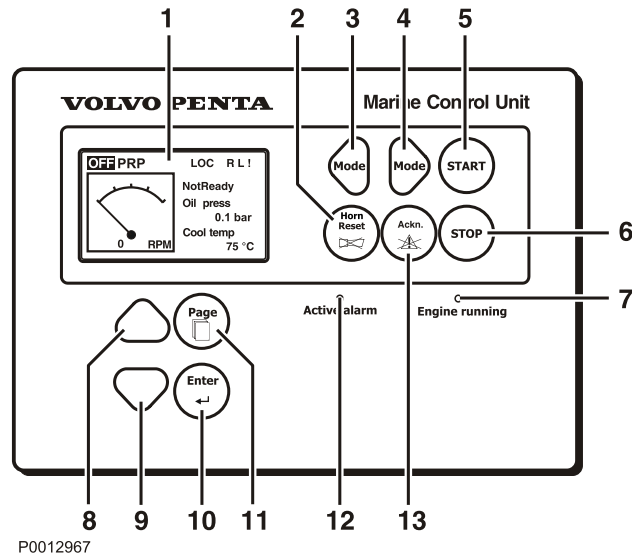 1 2 3 4 5
VOLVO PENTA Marine Control Unit
OFF PRP LOC R L !
NotReady
Oil press
0.1 bar
Cool temp
75 °C
0 RPM
Mode Mode START
Horn Reset
Ackn.
STOP
6
7
Active alarm Engine running
Page
Enter
8 9 10 11 12 13
P0012967